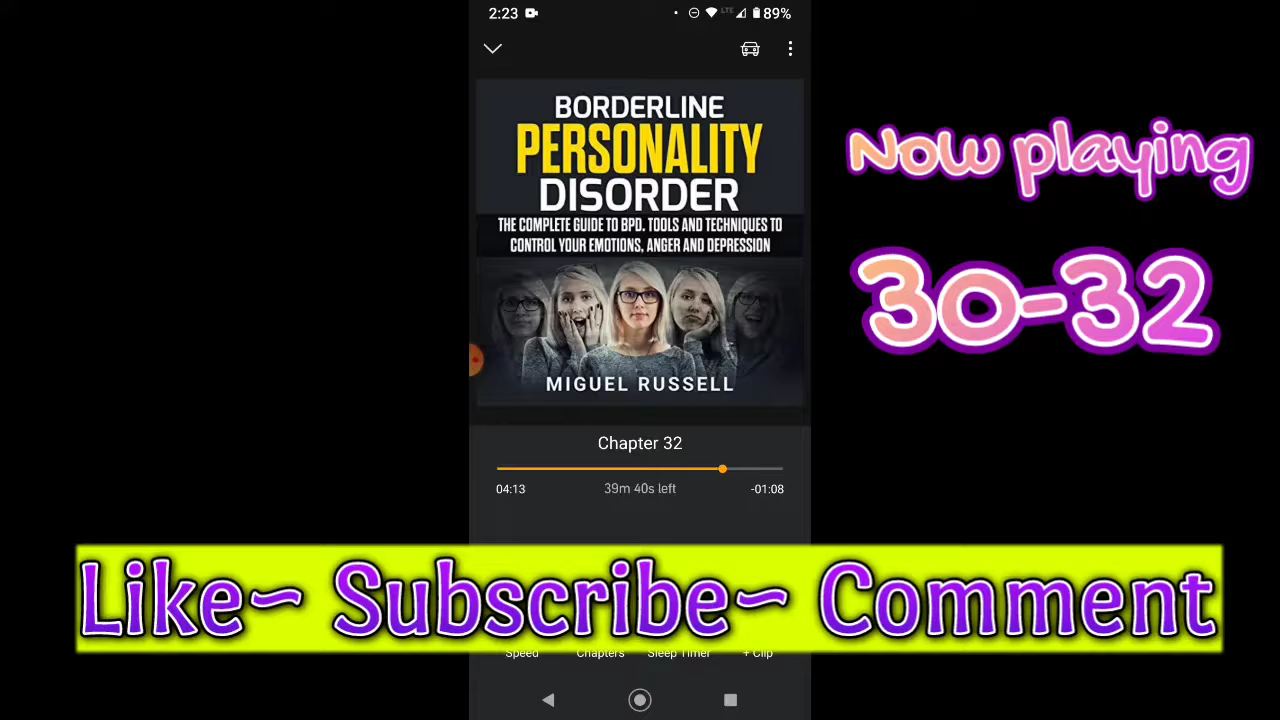 2:23
LTE
89%
BORDERLINE
PERSONALITY
DISORDER
THE COMPLETE GUIDE TO BPD. TOOLS AND TECHNIQUES TO
CONTROL YOUR EMOTIONS, ANGER AND DEPRESSION
MIGUEL RUSSELL
Now playing
30-32
Chapter 32
04:13 39m 40s left -01:08
Like~ Subscribe~ Comment
Speed Chapters Sleep Timer + Clip